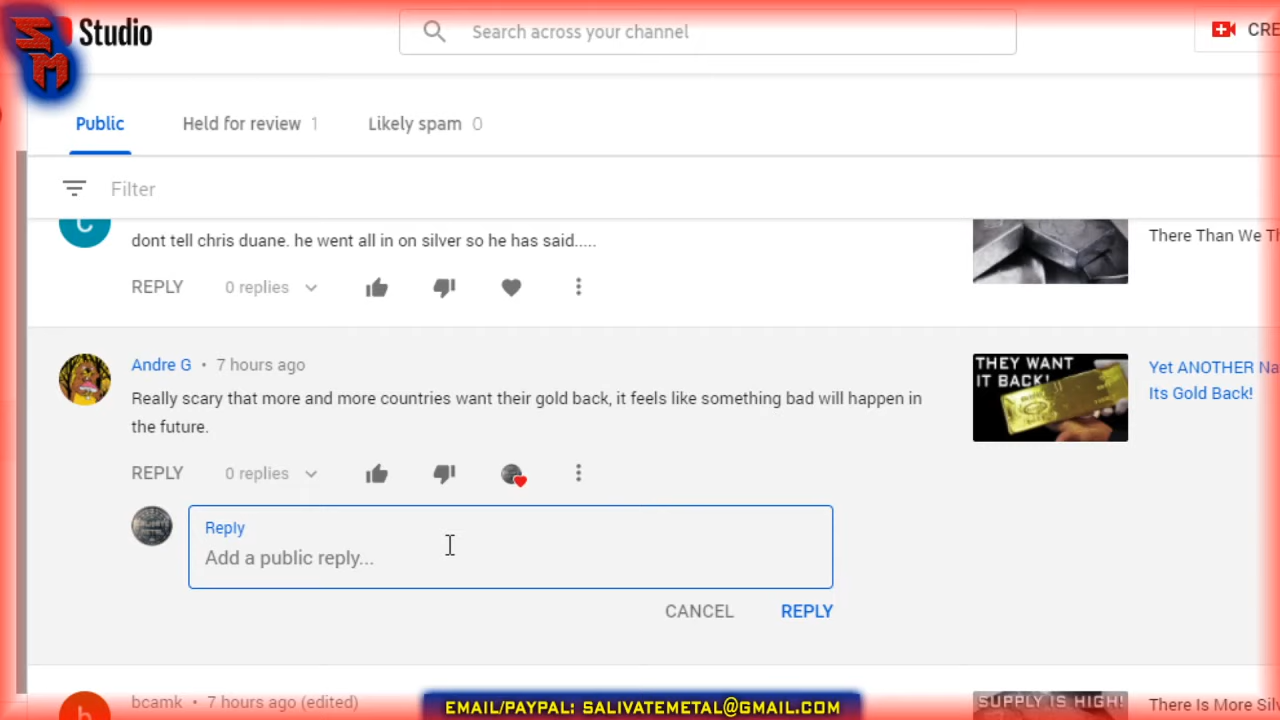 SM
Studio
Search across your channel
CRE
Public
Held for review 1
Likely spam 0
Filter
C
dont tell chris duane. he went all in on silver so he has said.....
There Than We Th
REPLY
0 replies
Andre G • 7 hours ago
Really scary that more and more countries want their gold back, it feels like something bad will happen in
the future.
THEY WANT
IT BACK!
Yet ANOTHER Na
Its Gold Back!
REPLY
0 replies
SALIVATE
METAL
Reply
Add a public reply...
CANCEL
REPLY
b
bcamk • 7 hours ago (edited)
SUPPLY IS HIGH!
There Is More Silv
EMAIL/PAYPAL: SALIVATEMETAL@GMAIL.COM